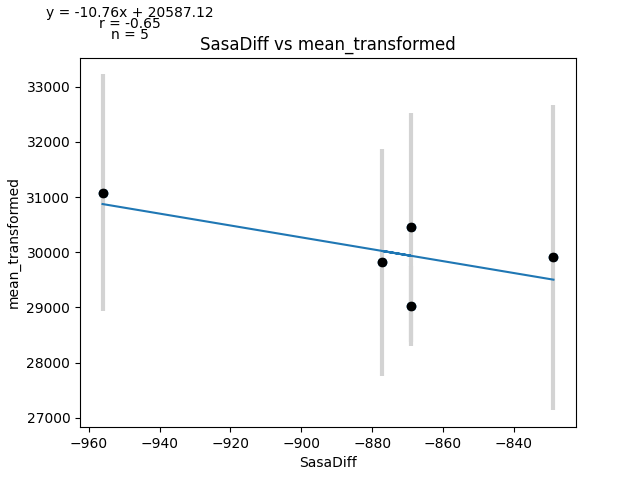 y = -10.76x + 20587.12
r = -0.65
n = 5
SasaDiff vs mean_transformed
33000
32000
31000
30000
29000
28000
27000
mean_transformed
−960
−940
−920
−900
−880
−860
−840
SasaDiff